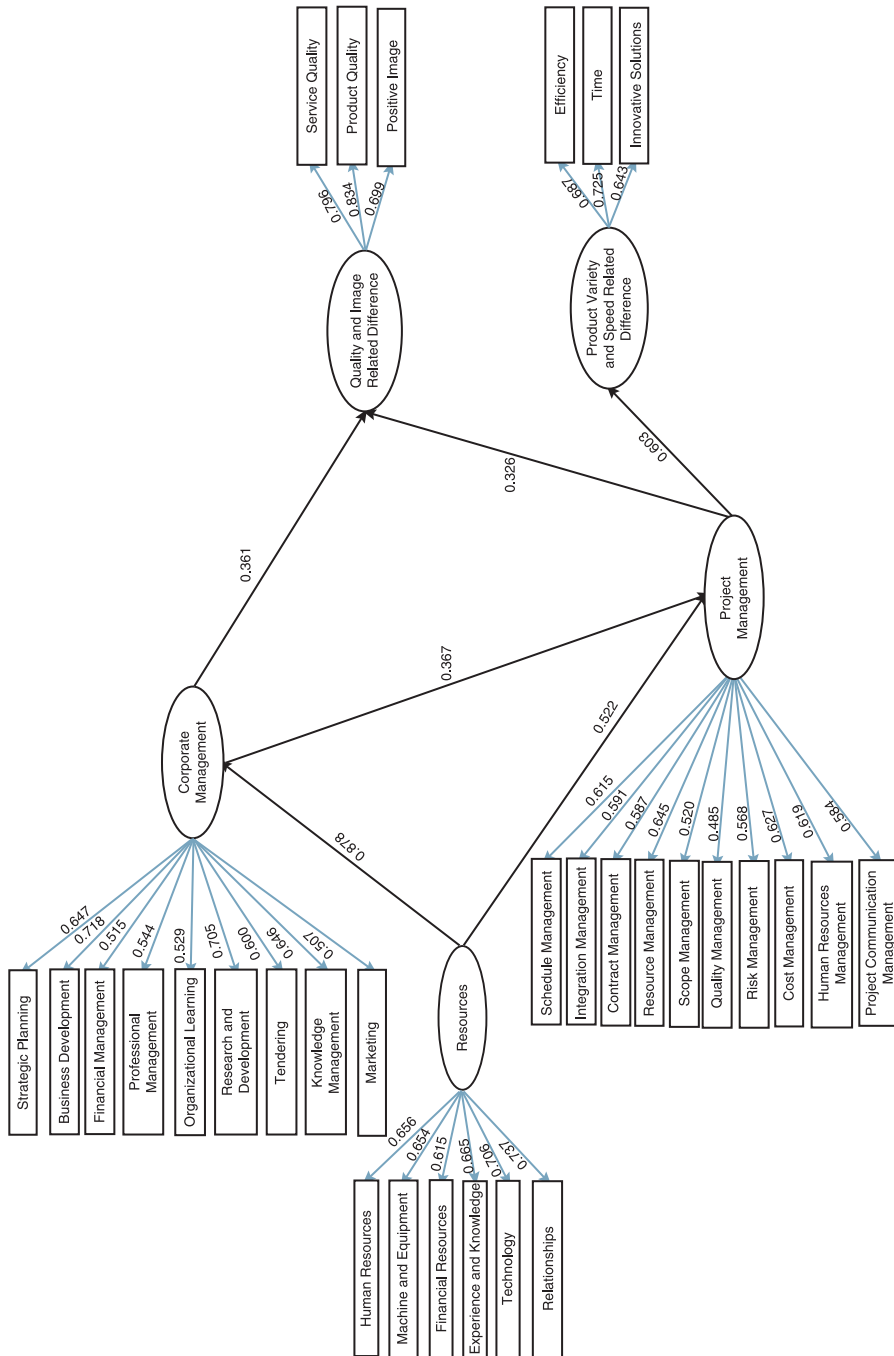 Strategic Planning
Business Development
Financial Management
Professional
Management
Organizational Learning
Research and
Development
Tendering
Knowledge
Management
Marketing
0.647
0.718
0.515
0.544
0.529
0.705
0.600
0.646
0.507
Corporate
Management
0.361
Service Quality
Product Quality
Positive Image
0.796
0.834
0.699
Quality and Image
Related Difference
Human Resources
Machine and Equipment
Financial Resources
Experience and Knowledge
Technology
Relationships
0.656
0.654
0.615
0.665
0.706
0.737
Resources
0.878
0.367
0.522
0.326
0.603
Efficiency
Time
Innovative Solutions
0.687
0.725
0.643
Product Variety
and Speed Related
Difference
Schedule Management
Integration Management
Contract Management
Resource Management
Scope Management
Quality Management
Risk Management
Cost Management
Human Resources
Management
Project Communication
Management
0.615
0.591
0.587
0.645
0.520
0.485
0.568
0.627
0.619
0.584
Project
Management